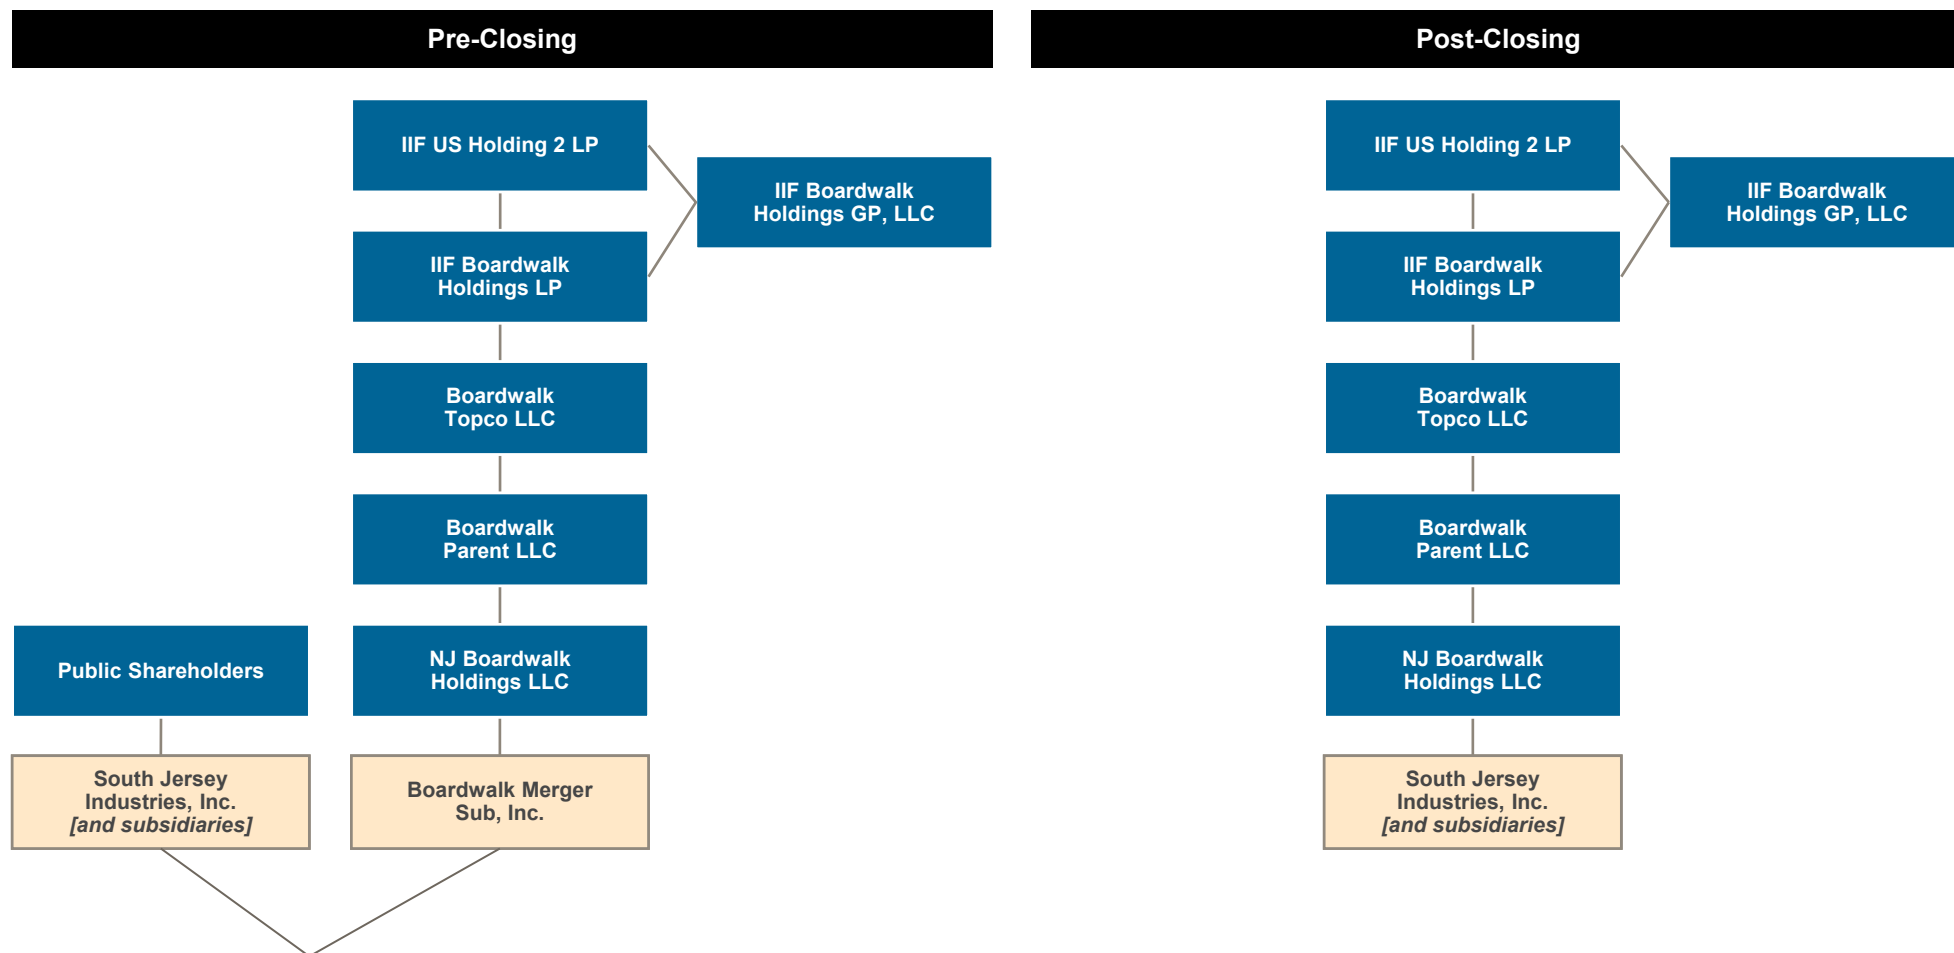 Pre-Closing
IIF US Holding 2 LP
IIF Boardwalk
Holdings GP, LLC
IIF Boardwalk
Holdings LP
Boardwalk
Topco LLC
Boardwalk
Parent LLC
Public Shareholders
NJ Boardwalk
Holdings LLC
South Jersey
Industries, Inc.
[and subsidiaries]
Boardwalk Merger
Sub, Inc.
Post-Closing
IIF US Holding 2 LP
IIF Boardwalk
Holdings GP, LLC
IIF Boardwalk
Holdings LP
Boardwalk
Topco LLC
Boardwalk
Parent LLC
NJ Boardwalk
Holdings LLC
South Jersey
Industries, Inc.
[and subsidiaries]